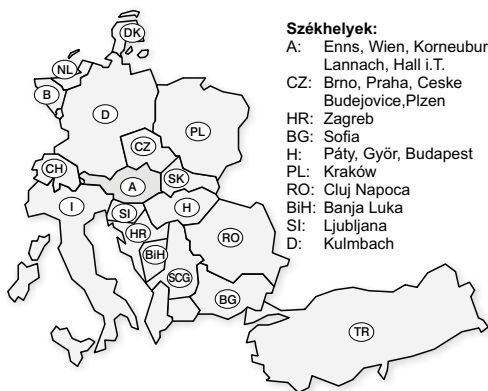 DK
NL
B
D
PL
CZ
CH
SK
A
I
SI
H
HR
RO
BiH
SCG
BG
TR
Székhelyek:
A: Enns, Wien, Korneubur
Lannach, Hall i.T.
CZ: Brno, Praha, Ceske
Budejovice,Plzen
HR: Zagreb
BG: Sofia
H: Páty, Györ, Budapest
PL: Kraków
RO: Cluj Napoca
BiH: Banja Luka
SI: Ljubljana
D: Kulmbach